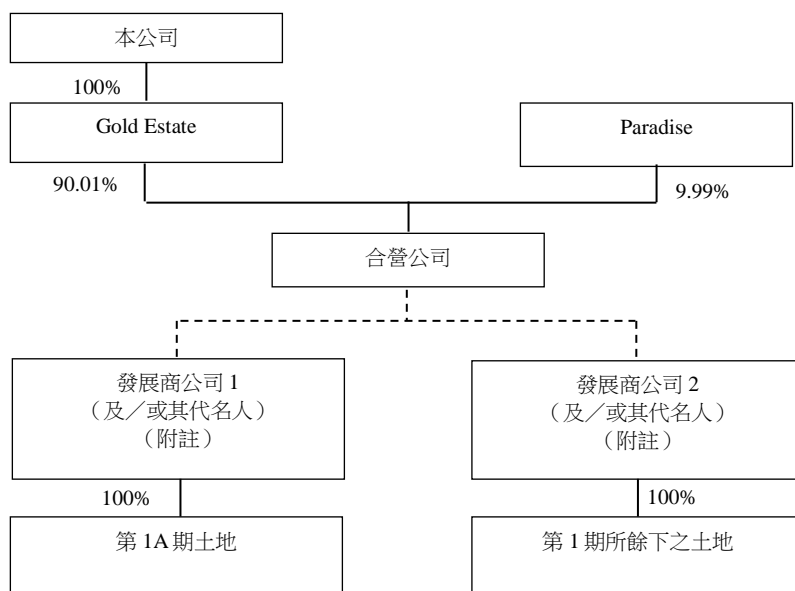 本公司
100%
Gold Estate
Paradise
90.01%
9.99%
合營公司
發展商公司 1
（及／或其代名人）
（附註）
發展商公司 2
（及／或其代名人）
（附註）
100%
100%
第 1A 期土地
第 1 期所餘下之土地